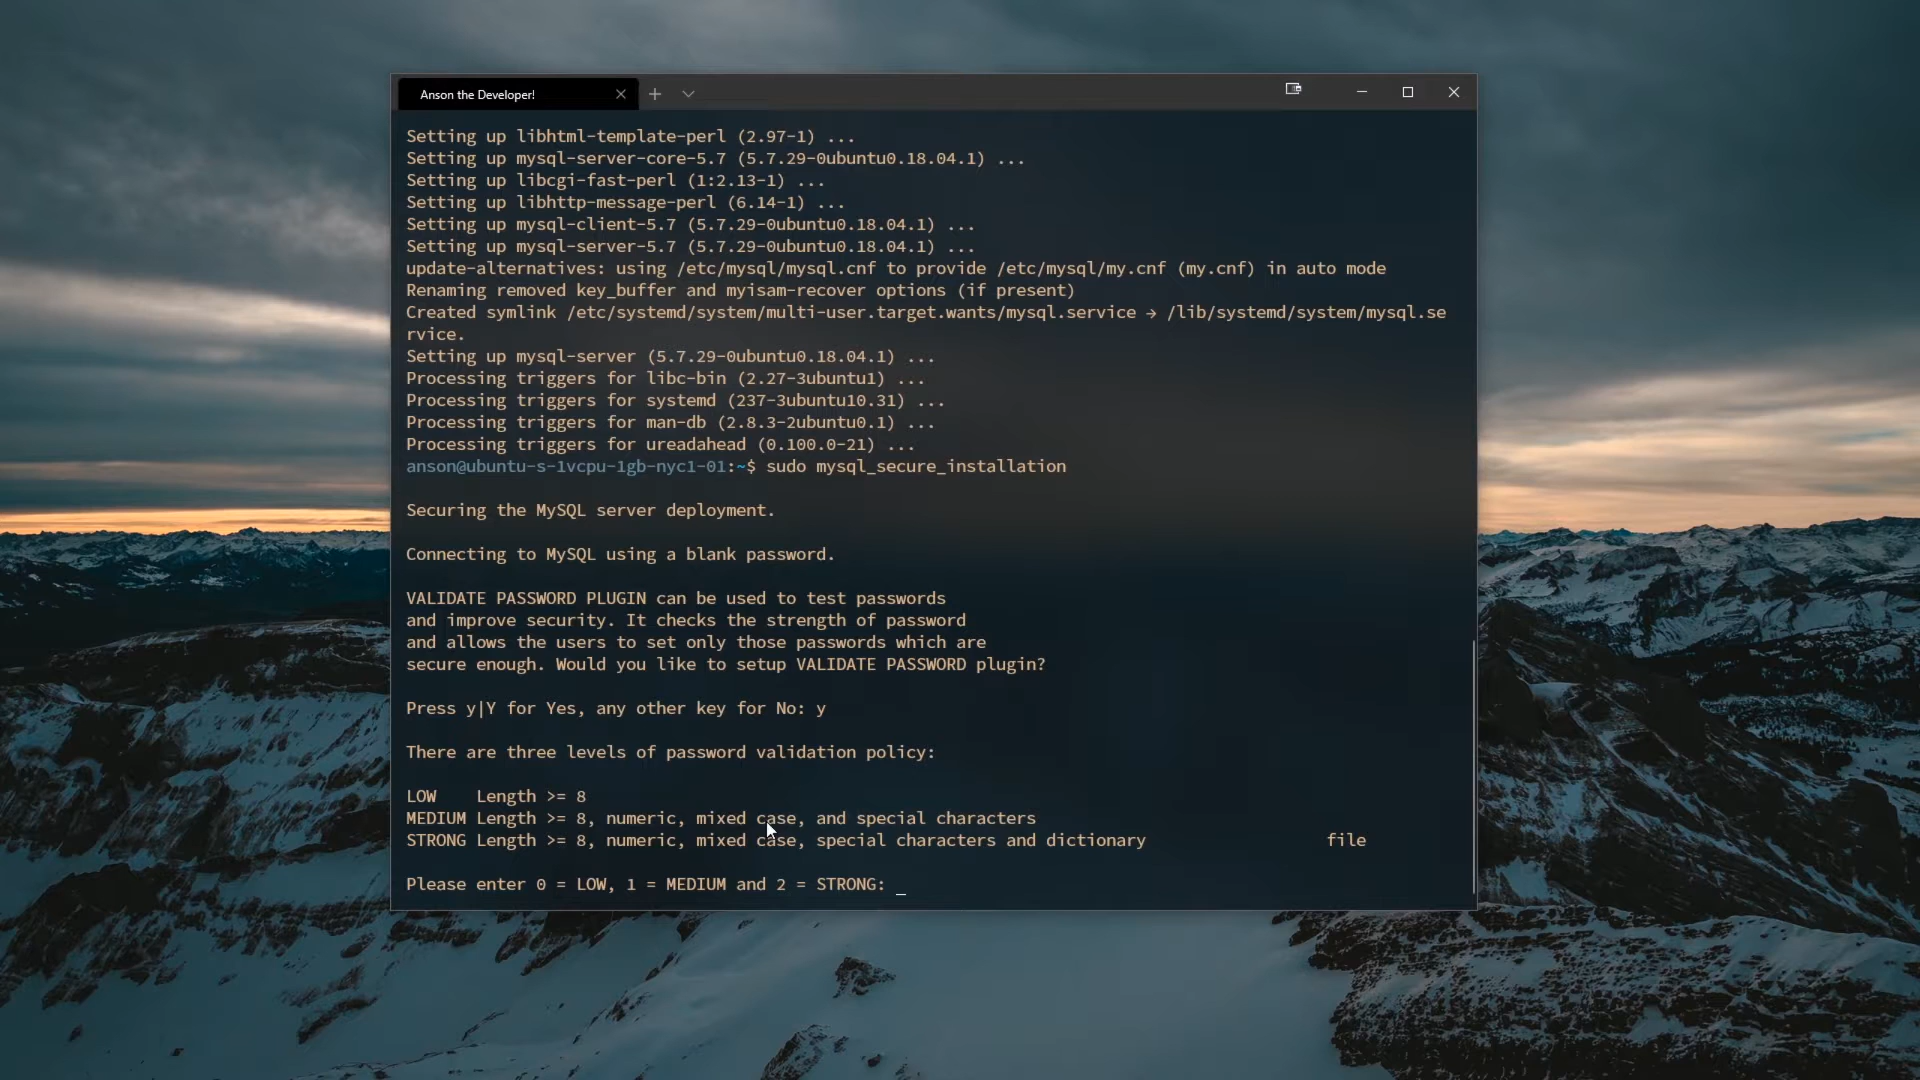 Anson the Developer!
Setting up libhtml-template-perl (2.97-1) ...
Setting up mysql-server-core-5.7 (5.7.29-0ubuntu0.18.04.1) ...
Setting up libcgi-fast-perl (1:2.13-1) ...
Setting up libhttp-message-perl (6.14-1) ...
Setting up mysql-client-5.7 (5.7.29-0ubuntu0.18.04.1) ...
Setting up mysql-server-5.7 (5.7.29-0ubuntu0.18.04.1) ...
update-alternatives: using /etc/mysql/mysql.cnf to provide /etc/mysql/my.cnf (my.cnf) in auto mode
Renaming removed key_buffer and myisam-recover options (if present)
Created symlink /etc/systemd/system/multi-user.target.wants/mysql.service → /lib/systemd/system/mysql.se
rvice.
Setting up mysql-server (5.7.29-0ubuntu0.18.04.1) ...
Processing triggers for libc-bin (2.27-3ubuntu1) ...
Processing triggers for systemd (237-3ubuntu10.31) ...
Processing triggers for man-db (2.8.3-2ubuntu0.1) ...
Processing triggers for ureadahead (0.100.0-21) ...
anson@ubuntu-s-1vcpu-1gb-nyc1-01:~$ sudo mysql_secure_installation
Securing the MySQL server deployment.
Connecting to MySQL using a blank password.
VALIDATE PASSWORD PLUGIN can be used to test passwords
and improve security. It checks the strength of password
and allows the users to set only those passwords which are
secure enough. Would you like to setup VALIDATE PASSWORD plugin?
Press y|Y for Yes, any other key for No: y
There are three levels of password validation policy:
LOW    Length >= 8
MEDIUM Length >= 8, numeric, mixed case, and special characters
STRONG Length >= 8, numeric, mixed case, special characters and dictionary                  file
Please enter 0 = LOW, 1 = MEDIUM and 2 = STRONG: _